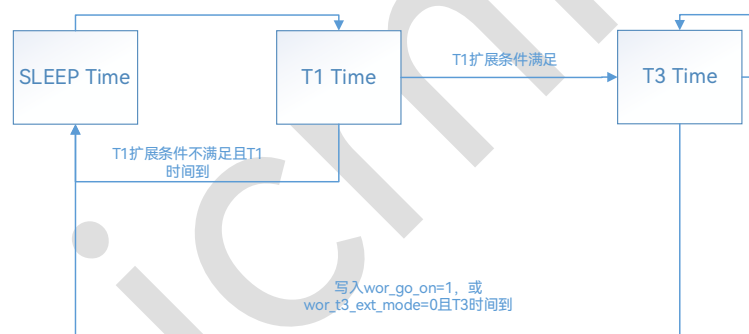 SLEEP Time
T1 Time
T1扩展条件满足
T3 Time
T1扩展条件不满足且T1
时间到
写入wor_go_on=1，或
wor_t3_ext_mode=0且T3时间到
icm